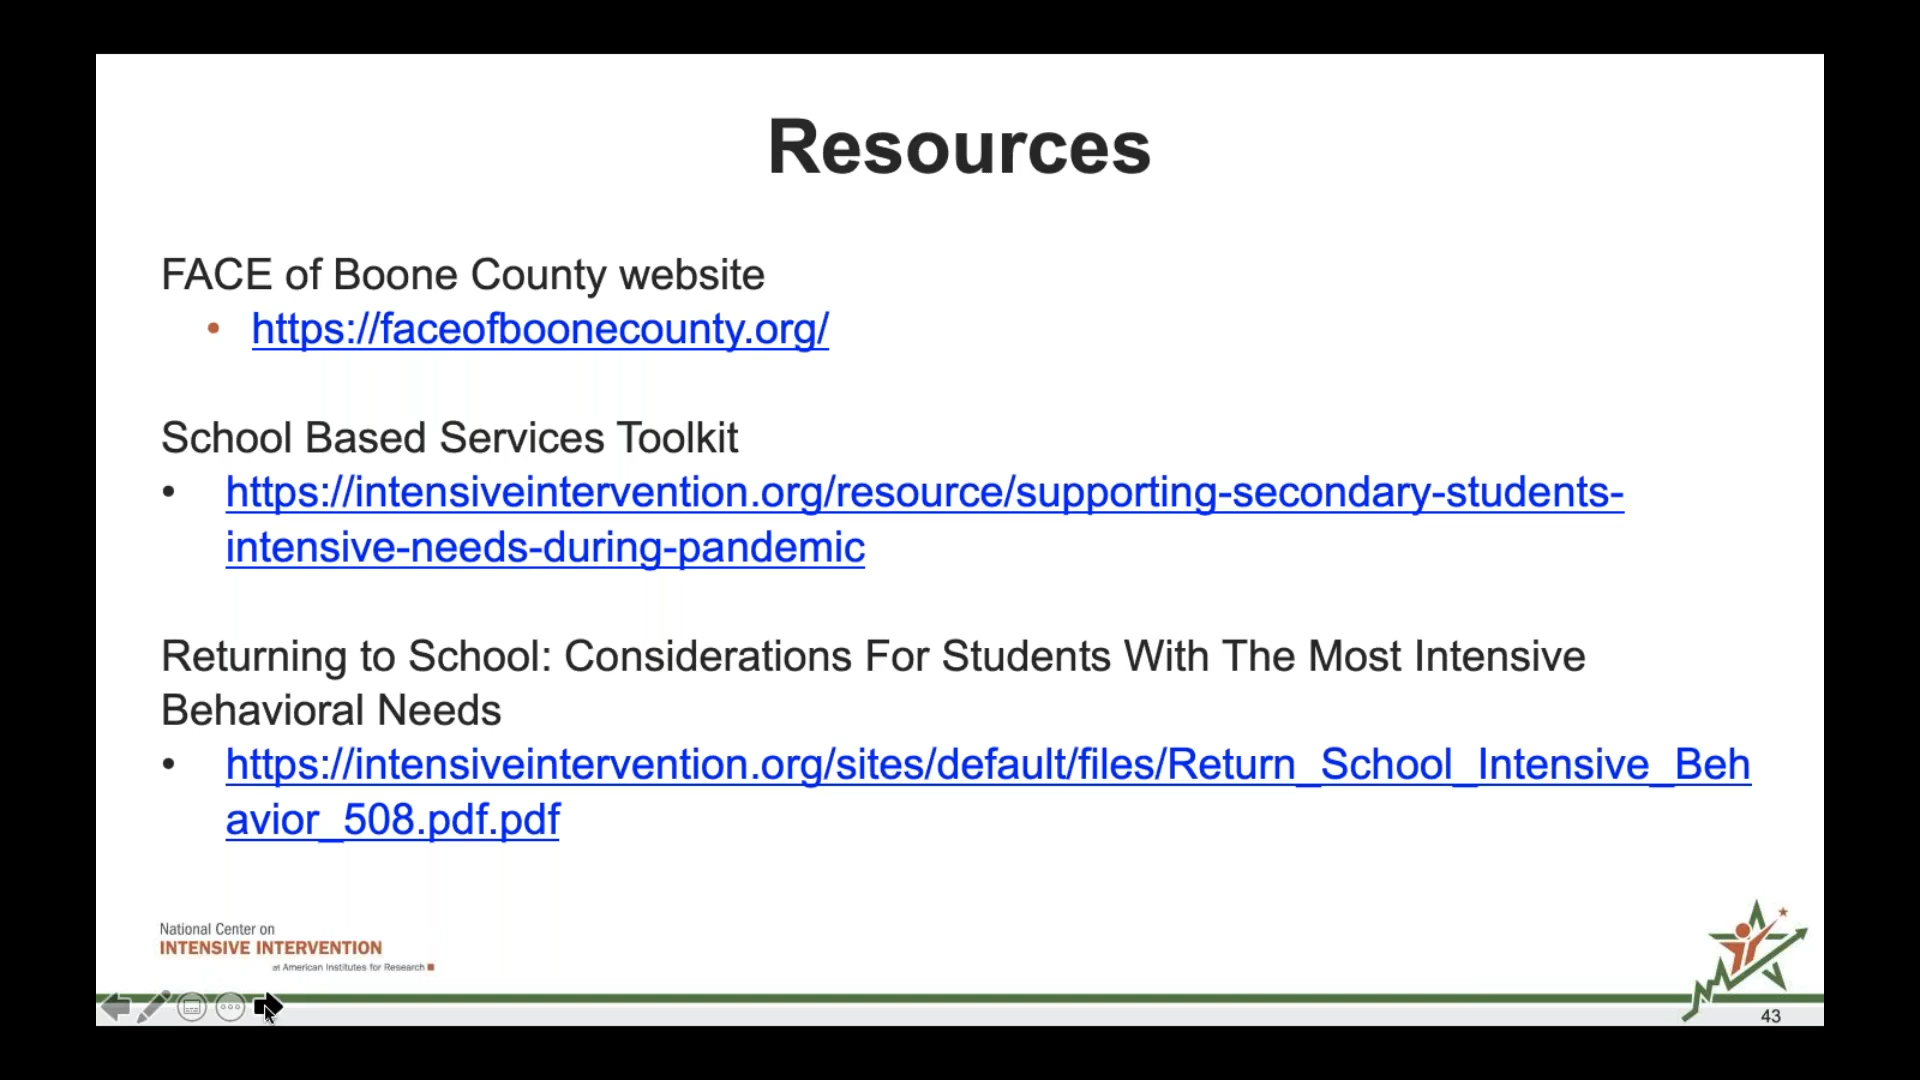 Resources
FACE of Boone County website
• https://faceofboonecounty.org/
School Based Services Toolkit
• https://intensiveintervention.org/resource/supporting-secondary-students-
intensive-needs-during-pandemic
Returning to School: Considerations For Students With The Most Intensive
Behavioral Needs
• https://intensiveintervention.org/sites/default/files/Return_School_Intensive_Beh
avior_508.pdf.pdf
National Center on
INTENSIVE INTERVENTION
at American Institutes for Research
43